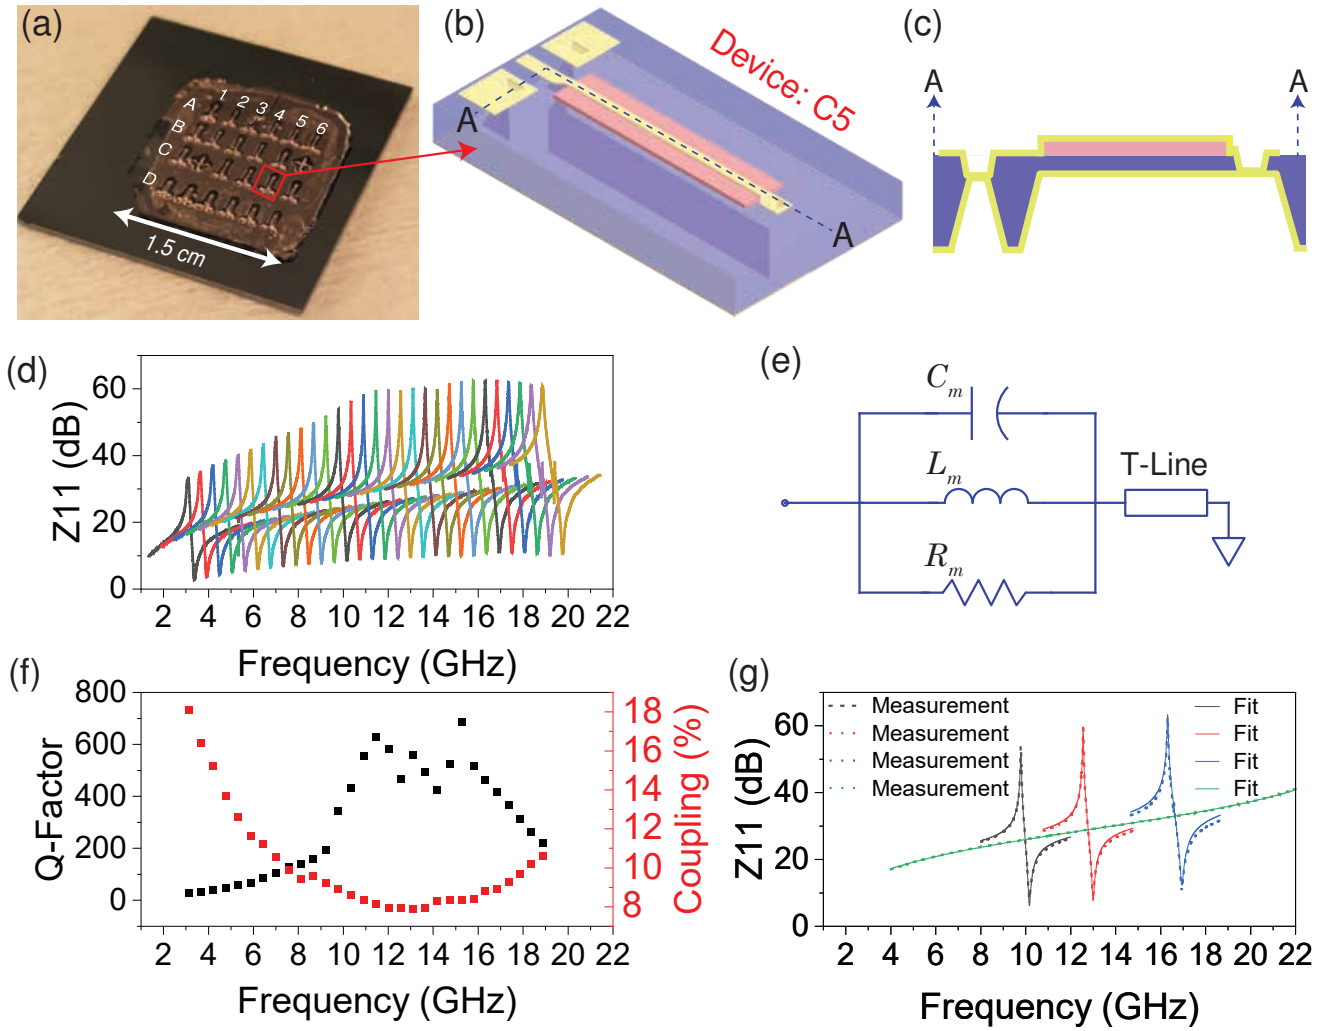 (a)
1 2 3 4 5 6
A
B
C
D
1.5 cm
(b)
Device: C5
A
A
(c)
A
A
(d)
Z11 (dB)
60
40
20
0
2 4 6 8 10 12 14 16 18 20 22
Frequency (GHz)
(e)
Cm
Lm
Rm
T-Line
(f)
Q-Factor
800
600
400
200
0
18
16
14
12
10
8
Coupling (%)
2 4 6 8 10 12 14 16 18 20 22
Frequency (GHz)
(g)
Z11 (dB)
60
40
20
0
Measurement Fit
Measurement Fit
Measurement Fit
Measurement Fit
2 4 6 8 10 12 14 16 18 20 22
Frequency (GHz)